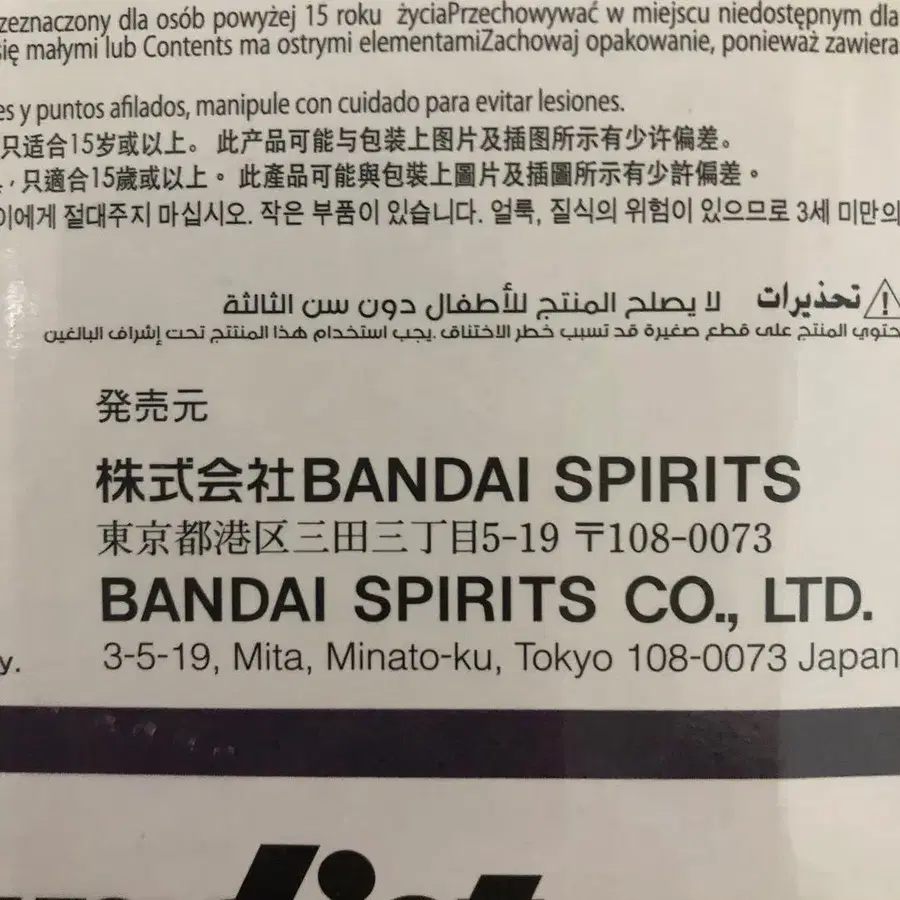 zeznaczony dla osób powyżej 15 roku życiaPrzechowywać w miejscu niedostępnym dla
się małymi lub Contents ma ostrymi elementamiZachowaj opakowanie, ponieważ zawiera
es y puntos afilados, manipule con cuidado para evitar lesiones.
只适合15岁或以上。 此产品可能与包装上图片及插图所示有少许偏差。
，只適合15歲或以上。 此產品可能與包裝上圖片及插圖所示有少許偏差。
이에게 절대주지 마십시오. 작은 부품이 있습니다. 얼룩, 질식의 위험이 있으므로 3세 미만의
تحذيرات لا يصلح المنتج للأطفال دون سن الثالثة
حتوي المنتج على قطع صغيرة قد تسبب خطر الاختناق .يجب استخدام هذا المنتتج تحت إشراف البالغين
発売元
株式会社BANDAI SPIRITS
東京都港区三田三丁目5-19 〒108-0073
BANDAI SPIRITS CO., LTD.
y. 3-5-19, Mita, Minato-ku, Tokyo 108-0073 Japan